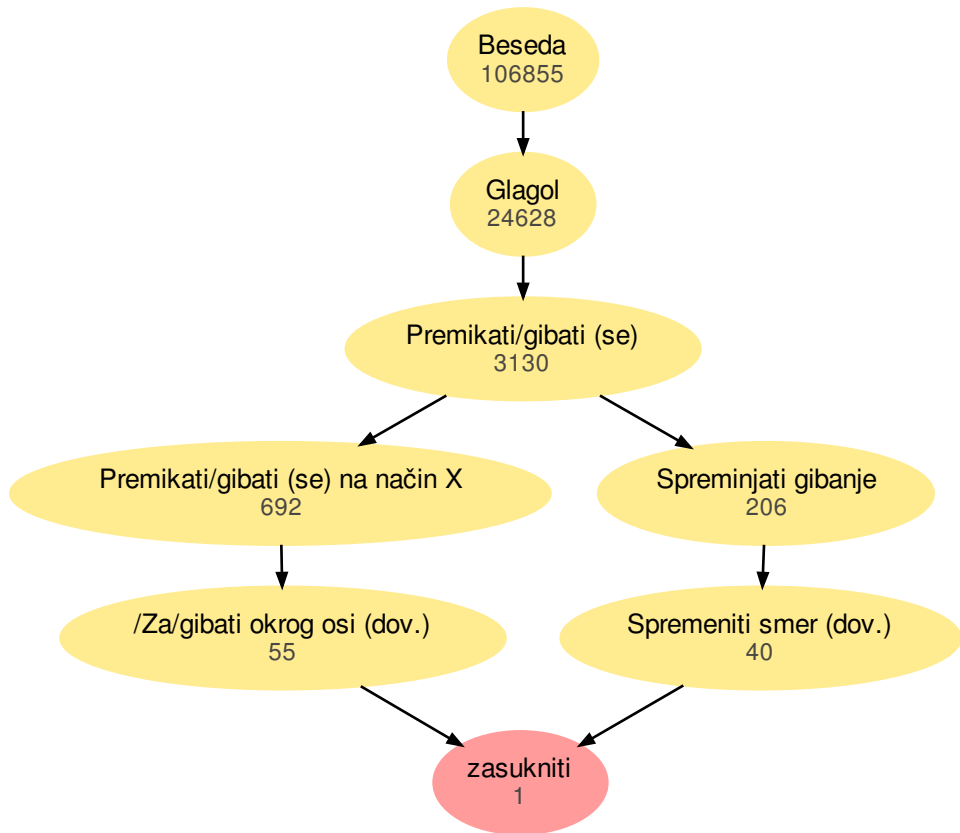 Beseda
106855
Glagol
24628
Premikati/gibati (se)
3130
Premikati/gibati (se) na način X
692
Spreminjati gibanje
206
/Za/gibati okrog osi (dov.)
55
Spremeniti smer (dov.)
40
zasukniti
1